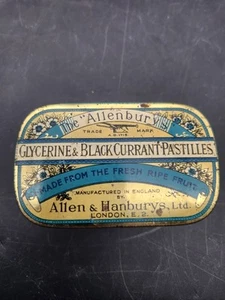 The "Allenburys"
TRADE MARK
GLYCERINE & BLACK CURRANT PASTILLES
MADE FROM THE FRESH RIPE FRUIT
MANUFACTURED IN ENGLAND
BY
Allen & Hanburys, Ltd.
LONDON, E.2.